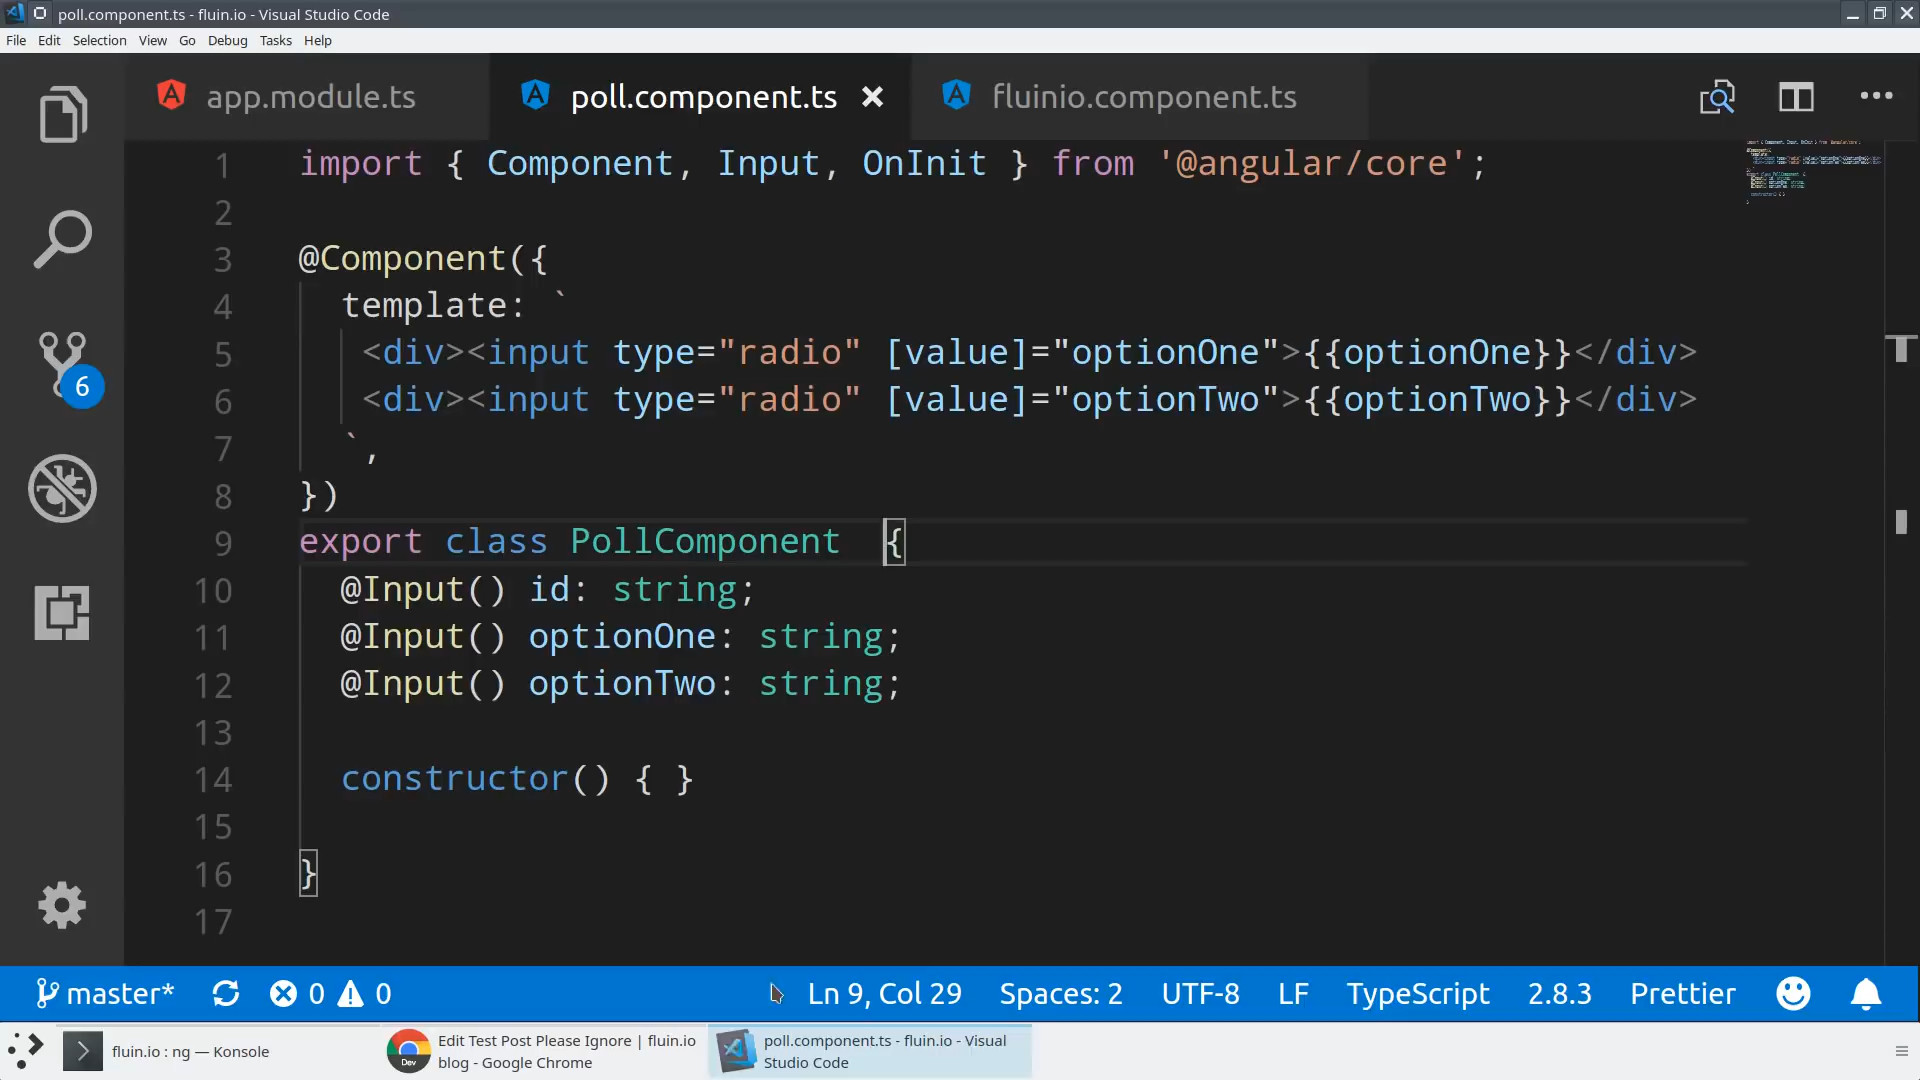 poll.component.ts - fluin.io - Visual Studio Code
File Edit Selection View Go Debug Tasks Help
app.module.ts poll.component.ts fluinio.component.ts
1 import { Component, Input, OnInit } from '@angular/core';
2
3 @Component({
4 template: `
5 <div><input type="radio" [value]="optionOne">{{optionOne}}</div>
6 <div><input type="radio" [value]="optionTwo">{{optionTwo}}</div>
7 `,
8 })
9 export class PollComponent  {
10 @Input() id: string;
11 @Input() optionOne: string;
12 @Input() optionTwo: string;
13
14 constructor() { }
15
16 }
17
6
master* 0 0 Ln 9, Col 29 Spaces: 2 UTF-8 LF TypeScript 2.8.3 Prettier
fluin.io : ng — Konsole
Dev
Edit Test Post Please Ignore | fluin.io
blog - Google Chrome
poll.component.ts - fluin.io - Visual
Studio Code